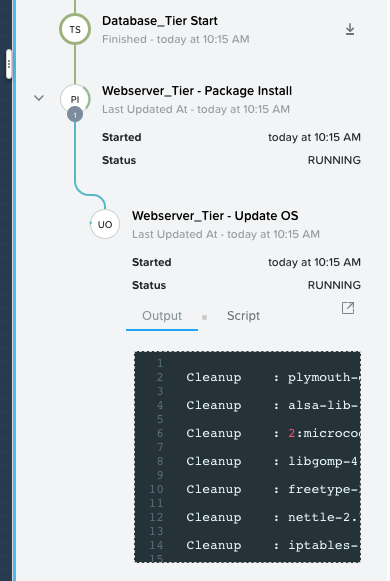 TS
Database_Tier Start
Finished - today at 10:15 AM
PI
1
Webserver_Tier - Package Install
Last Updated At - today at 10:15 AM
Started today at 10:15 AM
Status RUNNING
UO
Webserver_Tier - Update OS
Last Updated At - today at 10:15 AM
Started today at 10:15 AM
Status RUNNING
Output Script
1
2 Cleanup : plymouth-
3
4 Cleanup : alsa-lib-
5
6 Cleanup : 2:microco
7
8 Cleanup : libgomp-4
9
10 Cleanup : freetype-
11
12 Cleanup : nettle-2.
13
14 Cleanup : iptables-
15